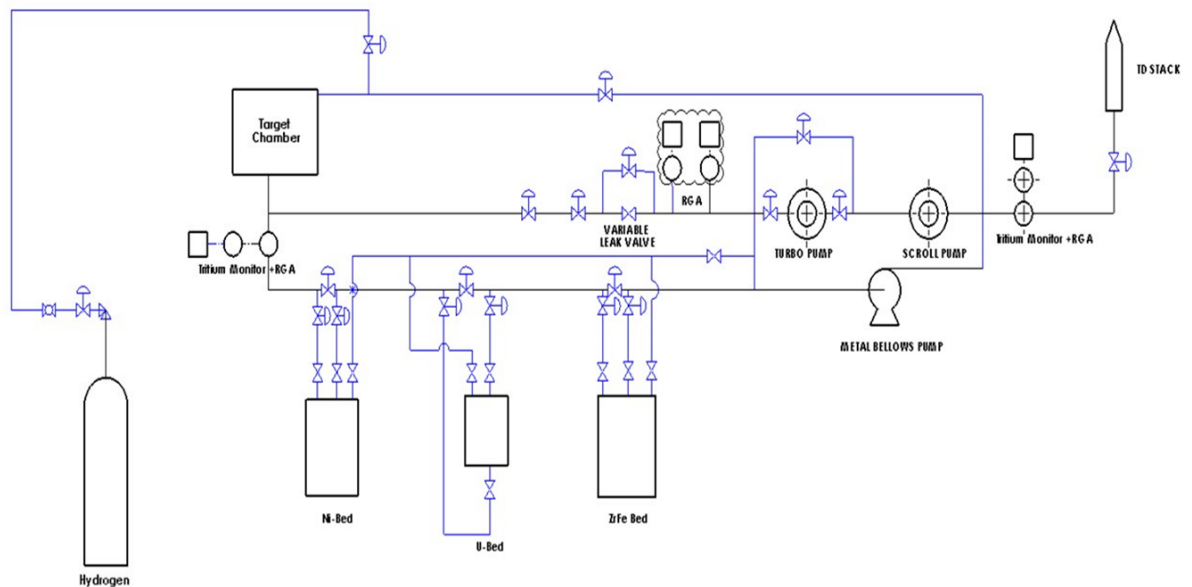 TD STACK
Target
Chamber
RGA
VARIABLE
LEAK VALVE
TURBO PUMP
SCROLL PUMP
Tritium Monitor +RGA
Tritium Monitor +RGA
METAL BELLOWS PUMP
Ni-Bed
U-Bed
ZrFe Bed
Hydrogen